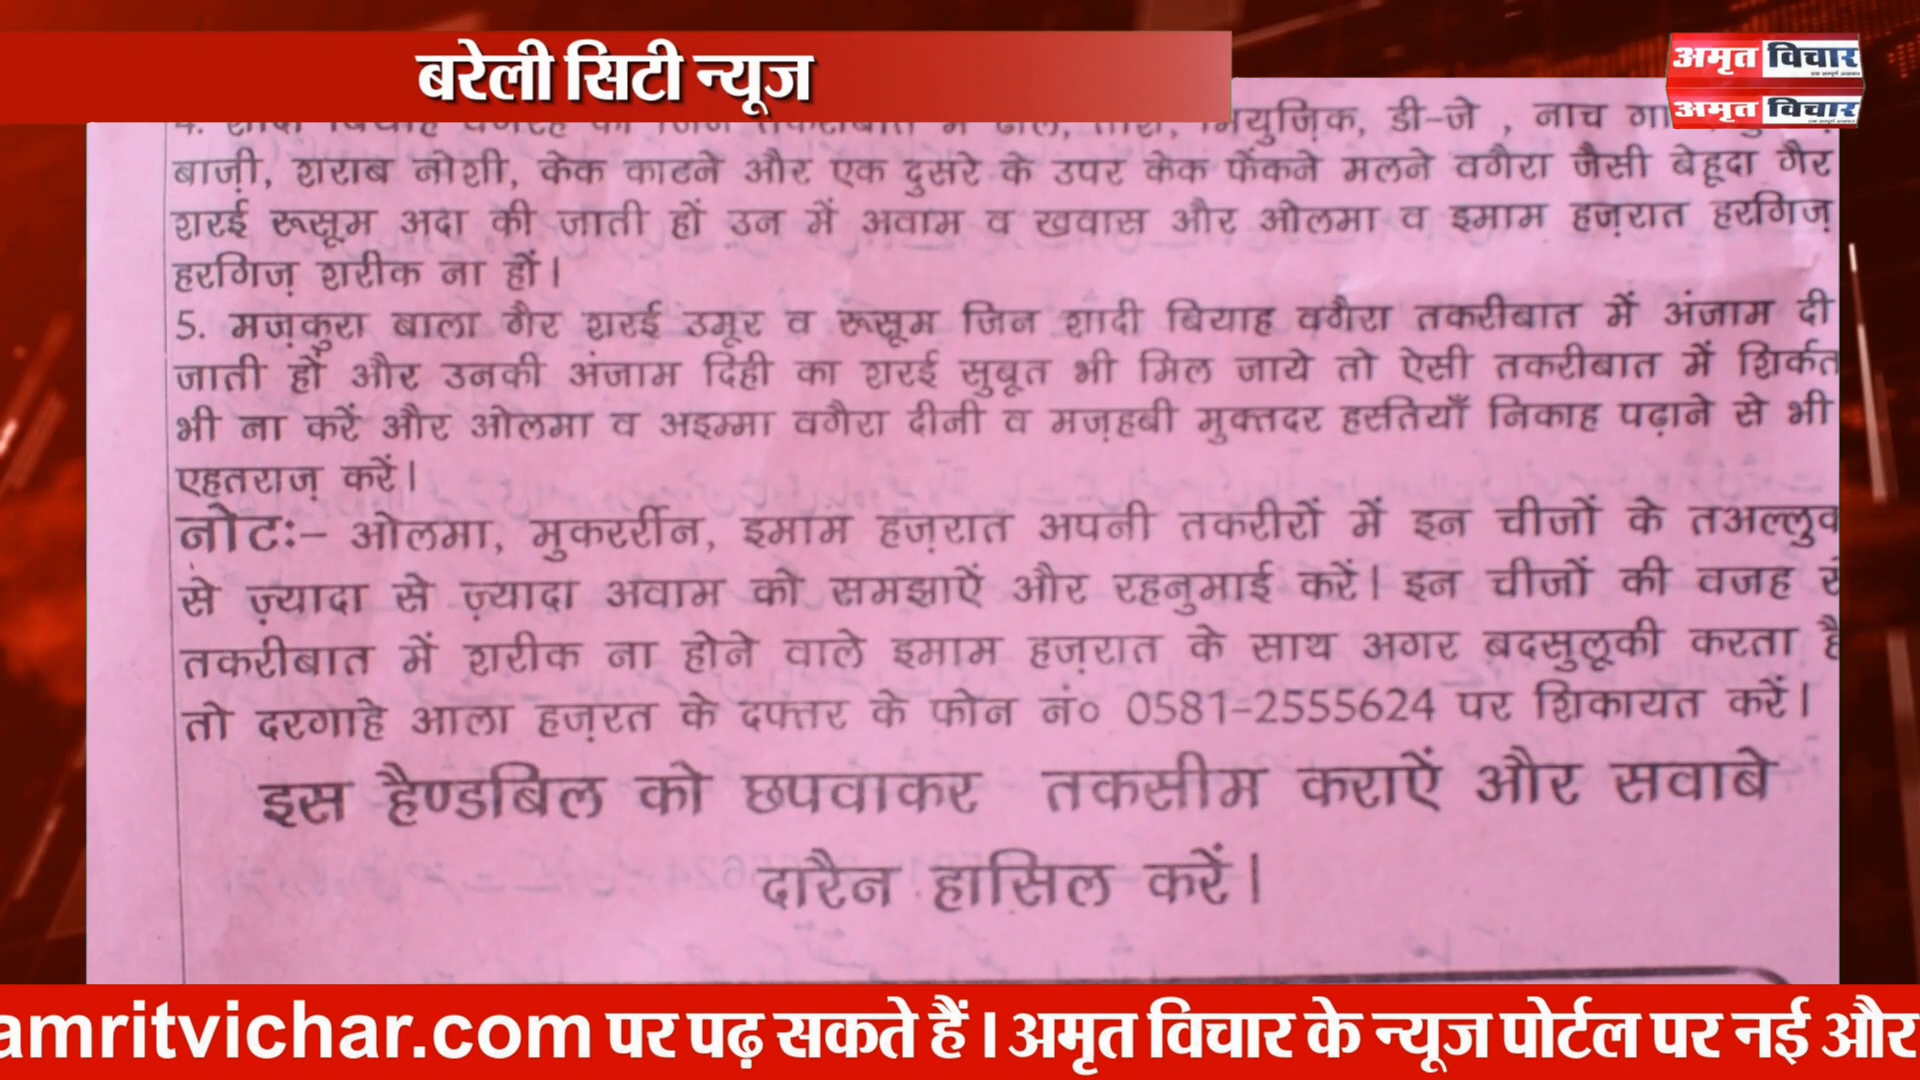 बरेली सिटी न्यूज
अमृत विचार
अमृत विचार
4. शादी बियाह वगैरह की जिन तकरीबात में ढोल, ताशे, मियुज़िक, डी-जे , नाच गा
बाज़ी, शराब नोशी, केक काटने और एक दुसरे के उपर केक फेंकने मलने वगैरा जैसी बेहूदा गैर
शरई रूसूम अदा की जाती हों उन में अवाम व खवास और ओलमा व इमाम हज़रात हरगिज़
हरगिज़ शरीक ना हों।
5. मज़कुरा बाला गैर शरई उमूर व रूसूम जिन शादी बियाह वगैरा तकरीबात में अंजाम दी
जाती हों और उनकी अंजाम दिही का शरई सुबूत भी मिल जाये तो ऐसी तकरीबात में शिर्कत
भी ना करें और ओलमा व अइम्मा वगैरा दीनी व मज़हबी मुक्तदर हस्तियाँ निकाह पढ़ाने से भी
एहतराज़ करें।
नोटः– ओलमा, मुकर्रीन, इमाम हज़रात अपनी तकरीरों में इन चीजों के तअल्लुक
से ज़्यादा से ज़्यादा अवाम को समझाऐं और रहनुमाई करें। इन चीजों की वजह से
तकरीबात में शरीक ना होने वाले इमाम हज़रात के साथ अगर बदसुलूकी करता है
तो दरगाहे आला हज़रत के दफ्तर के फोन नं० 0581-2555624 पर शिकायत करें।
इस हैण्डबिल को छपवाकर तकसीम कराऐं और सवाबे
दारैन हासिल करें।
amritvichar.com पर पढ़ सकते हैं। अमृत विचार के न्यूज पोर्टल पर नई और